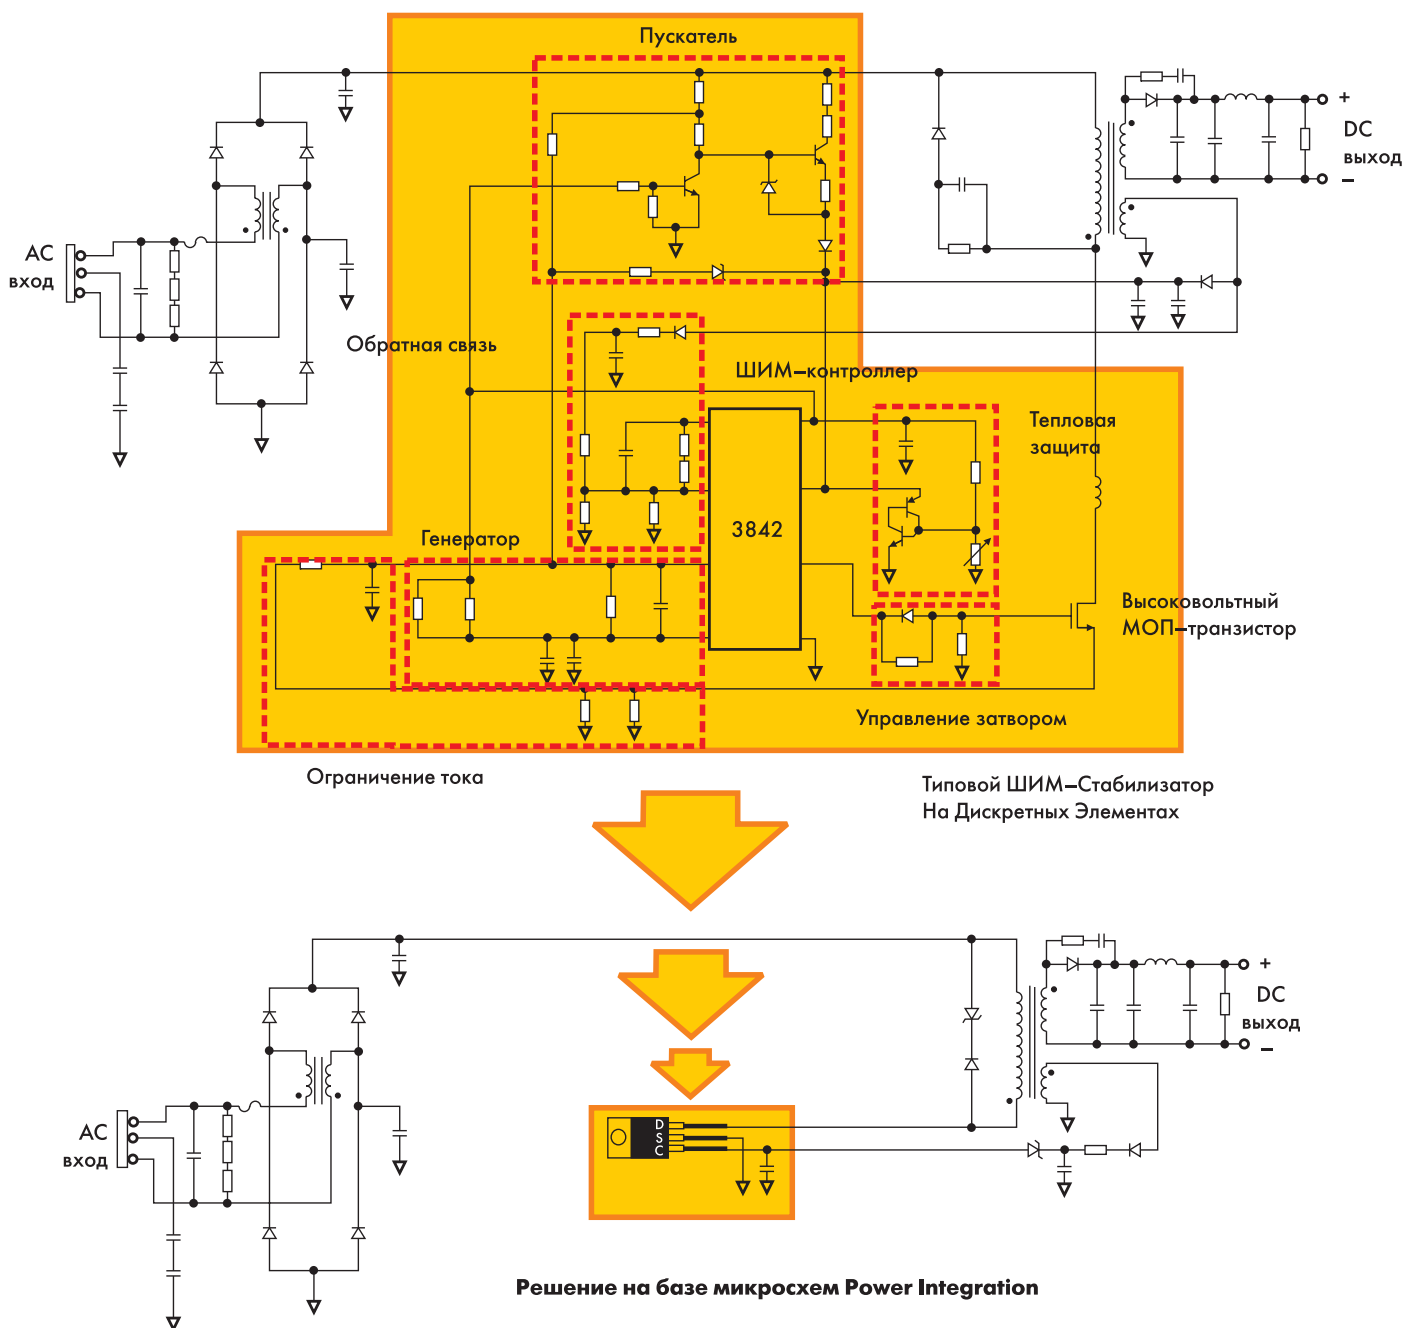 Пускатель
+
DC
выход
–
AC
вход
Обратная связь
ШИМ–контроллер
Тепловая
защита
3842
Генератор
Высоковольтный
МОП–транзистор
Управление затвором
Ограничение тока
Типовой ШИМ–Стабилизатор
На Дискретных Элементах
+
DC
выход
–
AC
вход
D
S
C
Решение на базе микросхем Power Integration